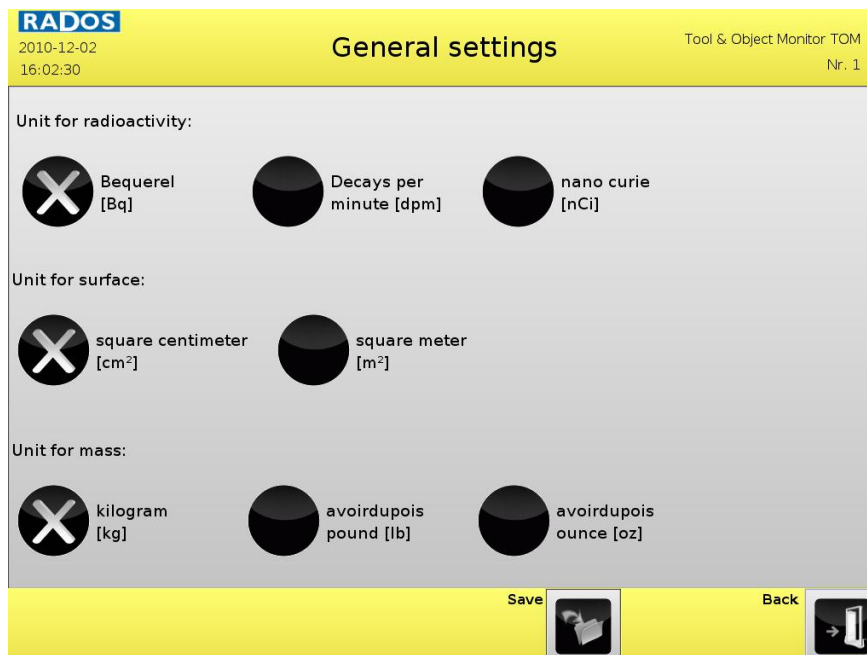 RADOS
2010-12-02
16:02:30
General settings
Tool & Object Monitor TOM
Nr. 1
Unit for radioactivity:
Bequerel
[Bq]
Decays per
minute [dpm]
nano curie
[nCi]
Unit for surface:
square centimeter
[cm²]
square meter
[m²]
Unit for mass:
kilogram
[kg]
avoirdupois
pound [lb]
avoirdupois
ounce [oz]
Save
Back